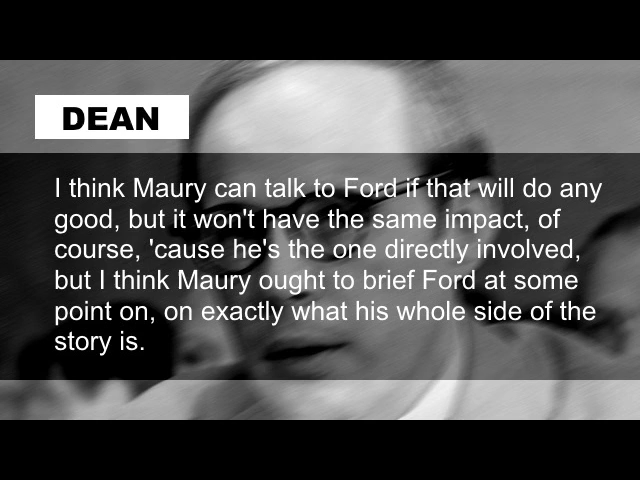 DEAN
I think Maury can talk to Ford if that will do any
good, but it won't have the same impact, of
course, 'cause he's the one directly involved,
but I think Maury ought to brief Ford at some
point on, on exactly what his whole side of the
story is.